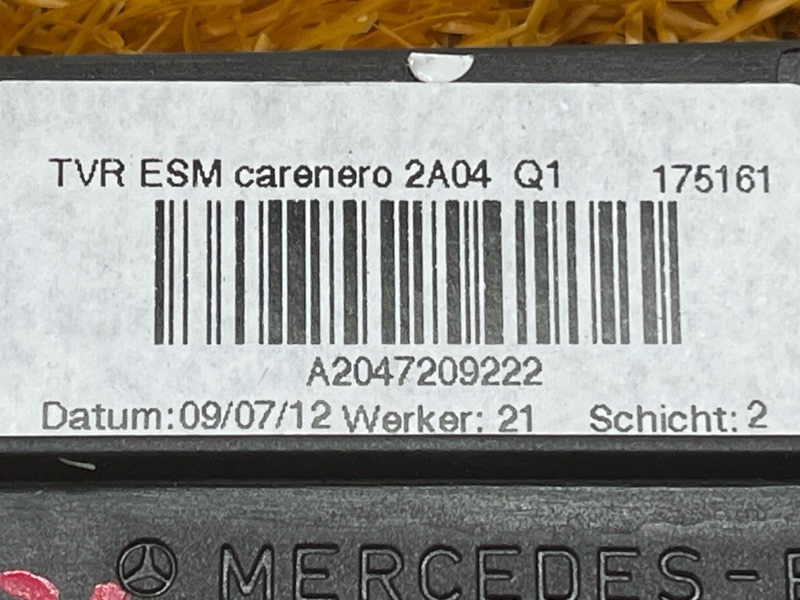 TVR ESM carenero 2A04 Q1 175161
A2047209222
Datum: 09/07/12 Werker: 21 Schicht: 2
MERCEDES-